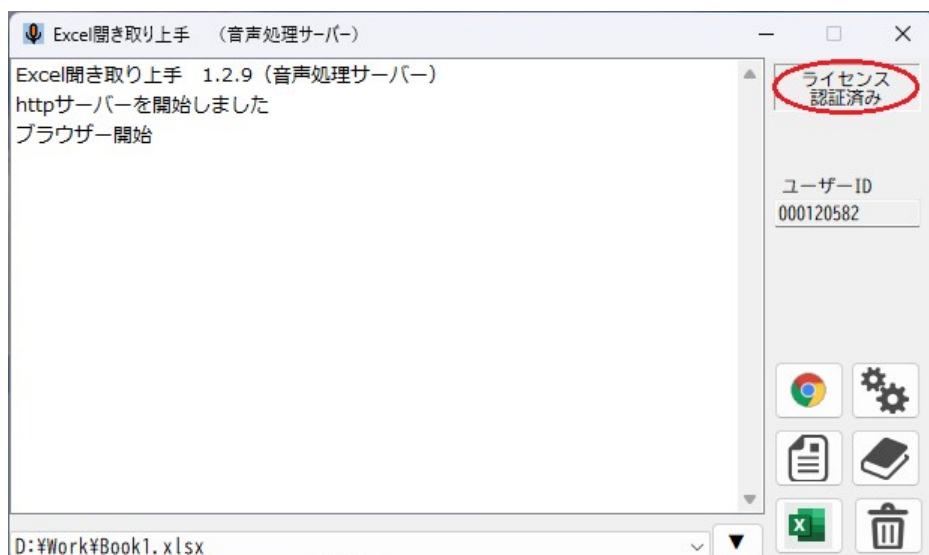 Excel聞き取り上手　（音声処理サーバー）
Excel聞き取り上手　1.2.9（音声処理サーバー）
httpサーバーを開始しました
ブラウザー開始
ライセンス
認証済み
ユーザーID
000120582
D:¥Work¥Book1.xlsx